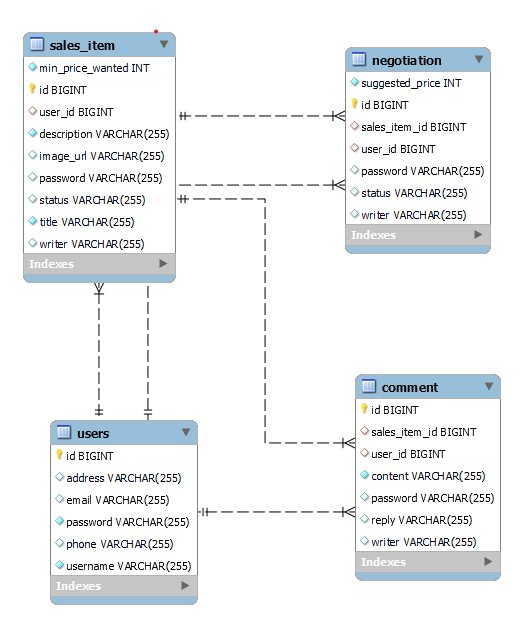 sales_item
min_price_wanted INT
id BIGINT
user_id BIGINT
description VARCHAR(255)
image_url VARCHAR(255)
password VARCHAR(255)
status VARCHAR(255)
title VARCHAR(255)
writer VARCHAR(255)
Indexes
negotiation
suggested_price INT
id BIGINT
sales_item_id BIGINT
user_id BIGINT
password VARCHAR(255)
status VARCHAR(255)
writer VARCHAR(255)
Indexes
users
id BIGINT
address VARCHAR(255)
email VARCHAR(255)
password VARCHAR(255)
phone VARCHAR(255)
username VARCHAR(255)
Indexes
comment
id BIGINT
sales_item_id BIGINT
user_id BIGINT
content VARCHAR(255)
password VARCHAR(255)
reply VARCHAR(255)
writer VARCHAR(255)
Indexes